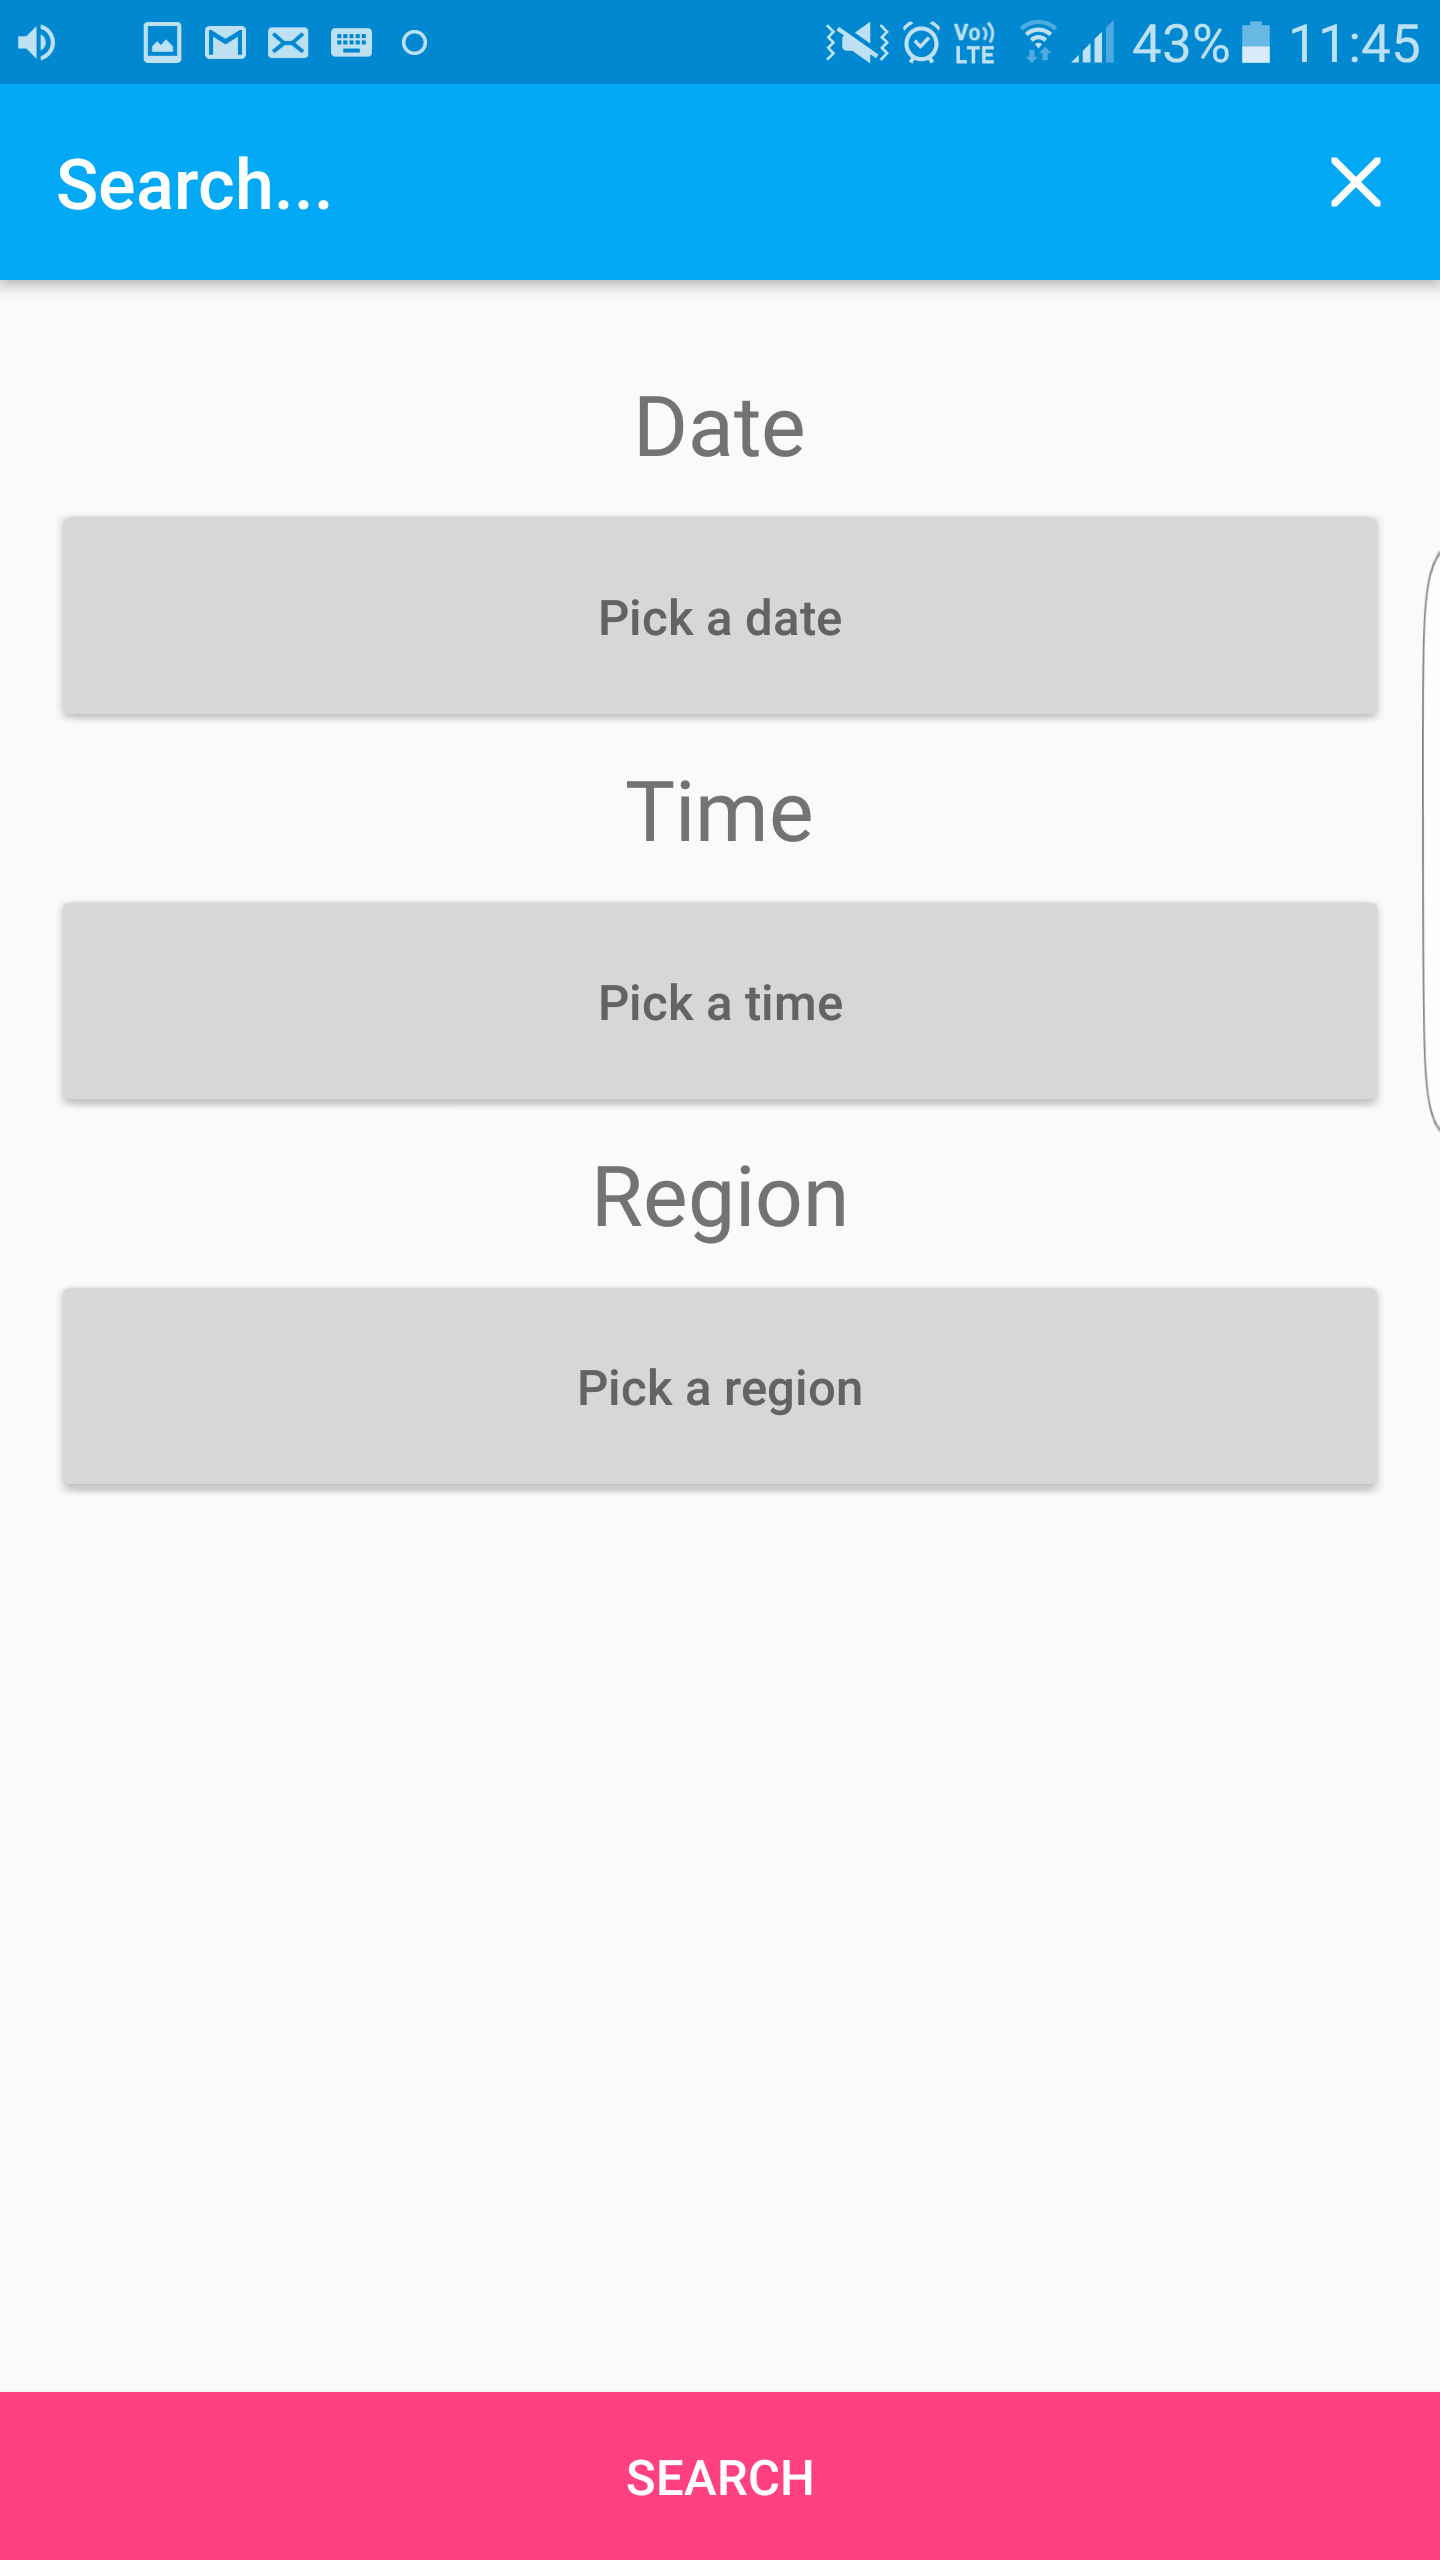 Vo)) LTE 43% 11:45
Search...
Date
Pick a date
Time
Pick a time
Region
Pick a region
SEARCH